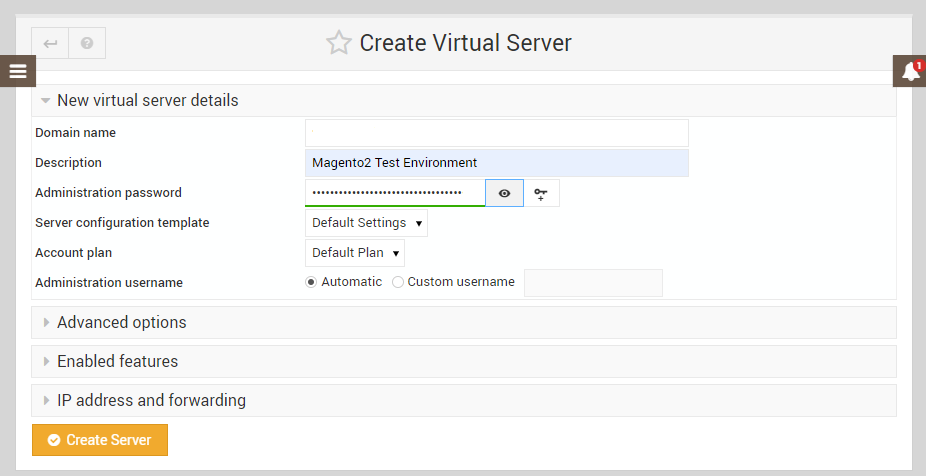 Create Virtual Server
1
New virtual server details
Domain name
Description Magento2 Test Environment
Administration password ••••••••••••••••••••••••••••••••••
Server configuration template Default Settings
Account plan Default Plan
Administration username Automatic Custom username
Advanced options
Enabled features
IP address and forwarding
Create Server